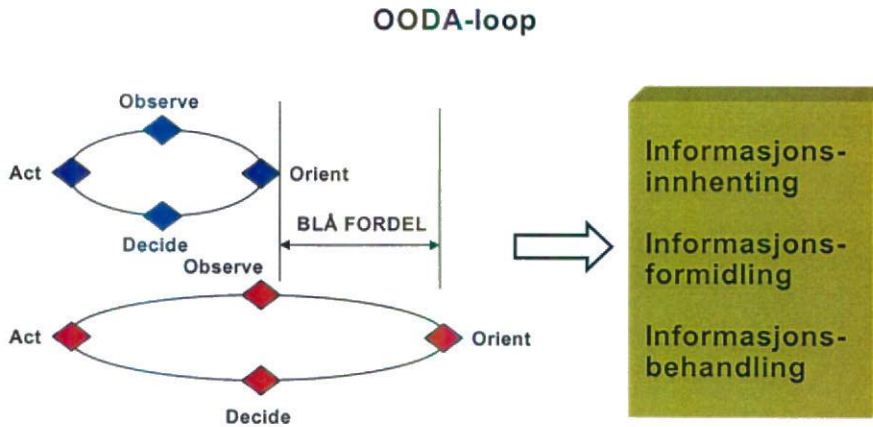 OODA-loop
Observe
Act
Orient
Decide
BLÅ FORDEL
Observe
Act
Orient
Decide
Informasjons-
innhenting
Informasjons-
formidling
Informasjons-
behandling